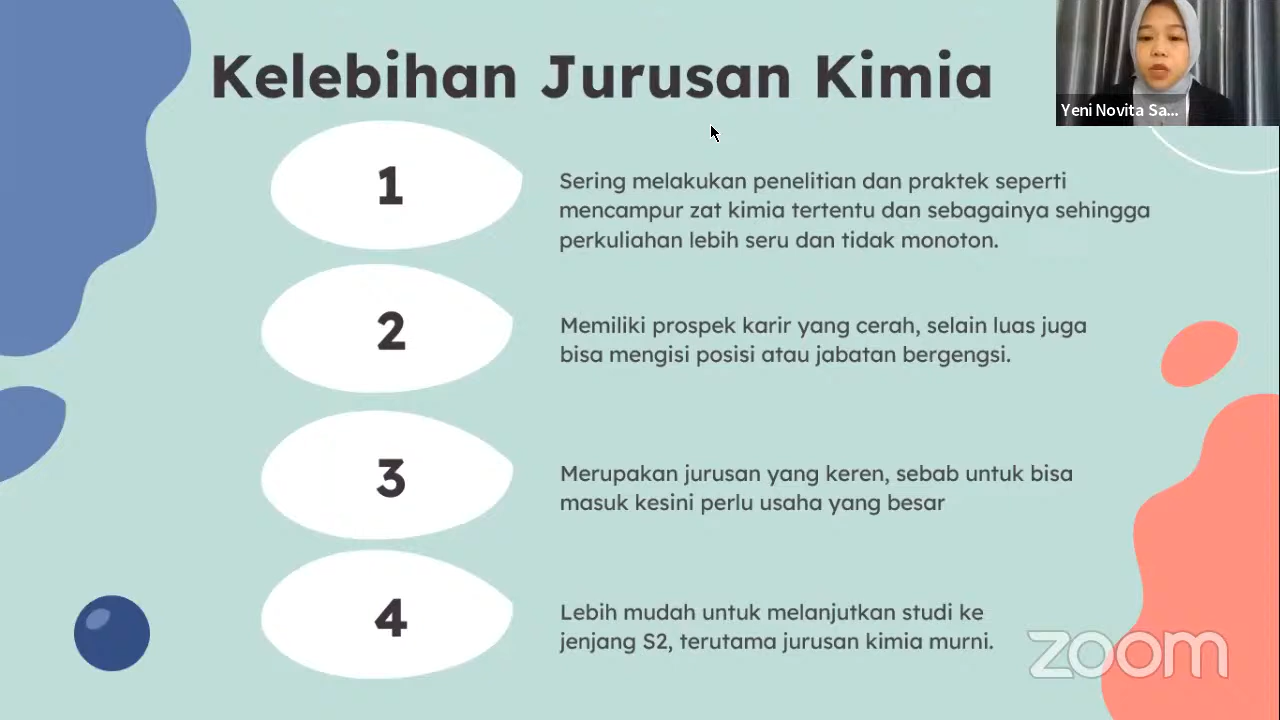 Kelebihan Jurusan Kimia
Yeni Novita Sa...
1
Sering melakukan penelitian dan praktek seperti
mencampur zat kimia tertentu dan sebagainya sehingga
perkuliahan lebih seru dan tidak monoton.
2
Memiliki prospek karir yang cerah, selain luas juga
bisa mengisi posisi atau jabatan bergengsi.
3
Merupakan jurusan yang keren, sebab untuk bisa
masuk kesini perlu usaha yang besar
4
Lebih mudah untuk melanjutkan studi ke
jenjang S2, terutama jurusan kimia murni.
zoom